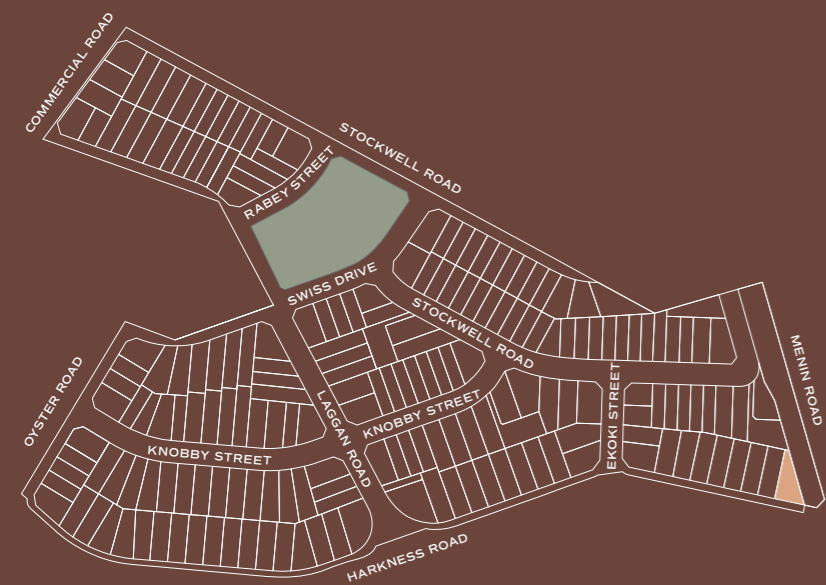 COMMERCIAL ROAD
STOCKWELL ROAD
RABEY STREET
SWISS DRIVE
STOCKWELL ROAD
MENIN ROAD
OYSTER ROAD
LAGGAN ROAD
KNOBBY STREET
EKOKI STREET
KNOBBY STREET
HARKNESS ROAD